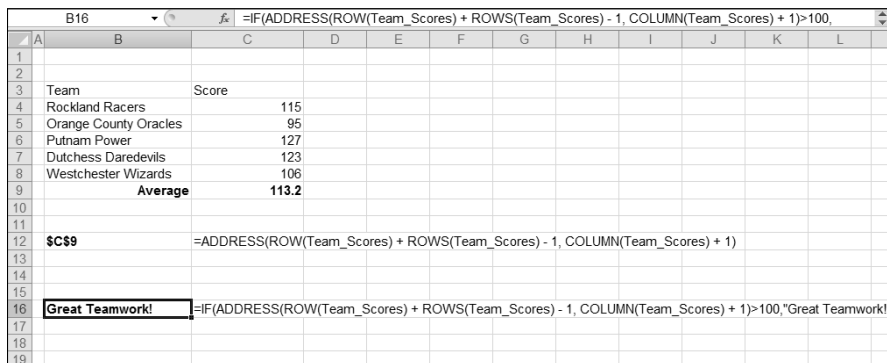 B16 fx =IF(ADDRESS(ROW(Team_Scores) + ROWS(Team_Scores) - 1, COLUMN(Team_Scores) + 1)>100,
A B C D E F G H I J K L
1
2
3 Team Score
4 Rockland Racers 115
5 Orange County Oracles 95
6 Putnam Power 127
7 Dutchess Daredevils 123
8 Westchester Wizards 106
9 Average 113.2
10
11
12 $C$9 =ADDRESS(ROW(Team_Scores) + ROWS(Team_Scores) - 1, COLUMN(Team_Scores) + 1)
13
14
15
16 Great Teamwork! =IF(ADDRESS(ROW(Team_Scores) + ROWS(Team_Scores) - 1, COLUMN(Team_Scores) + 1)>100,"Great Teamwork!
17
18
19